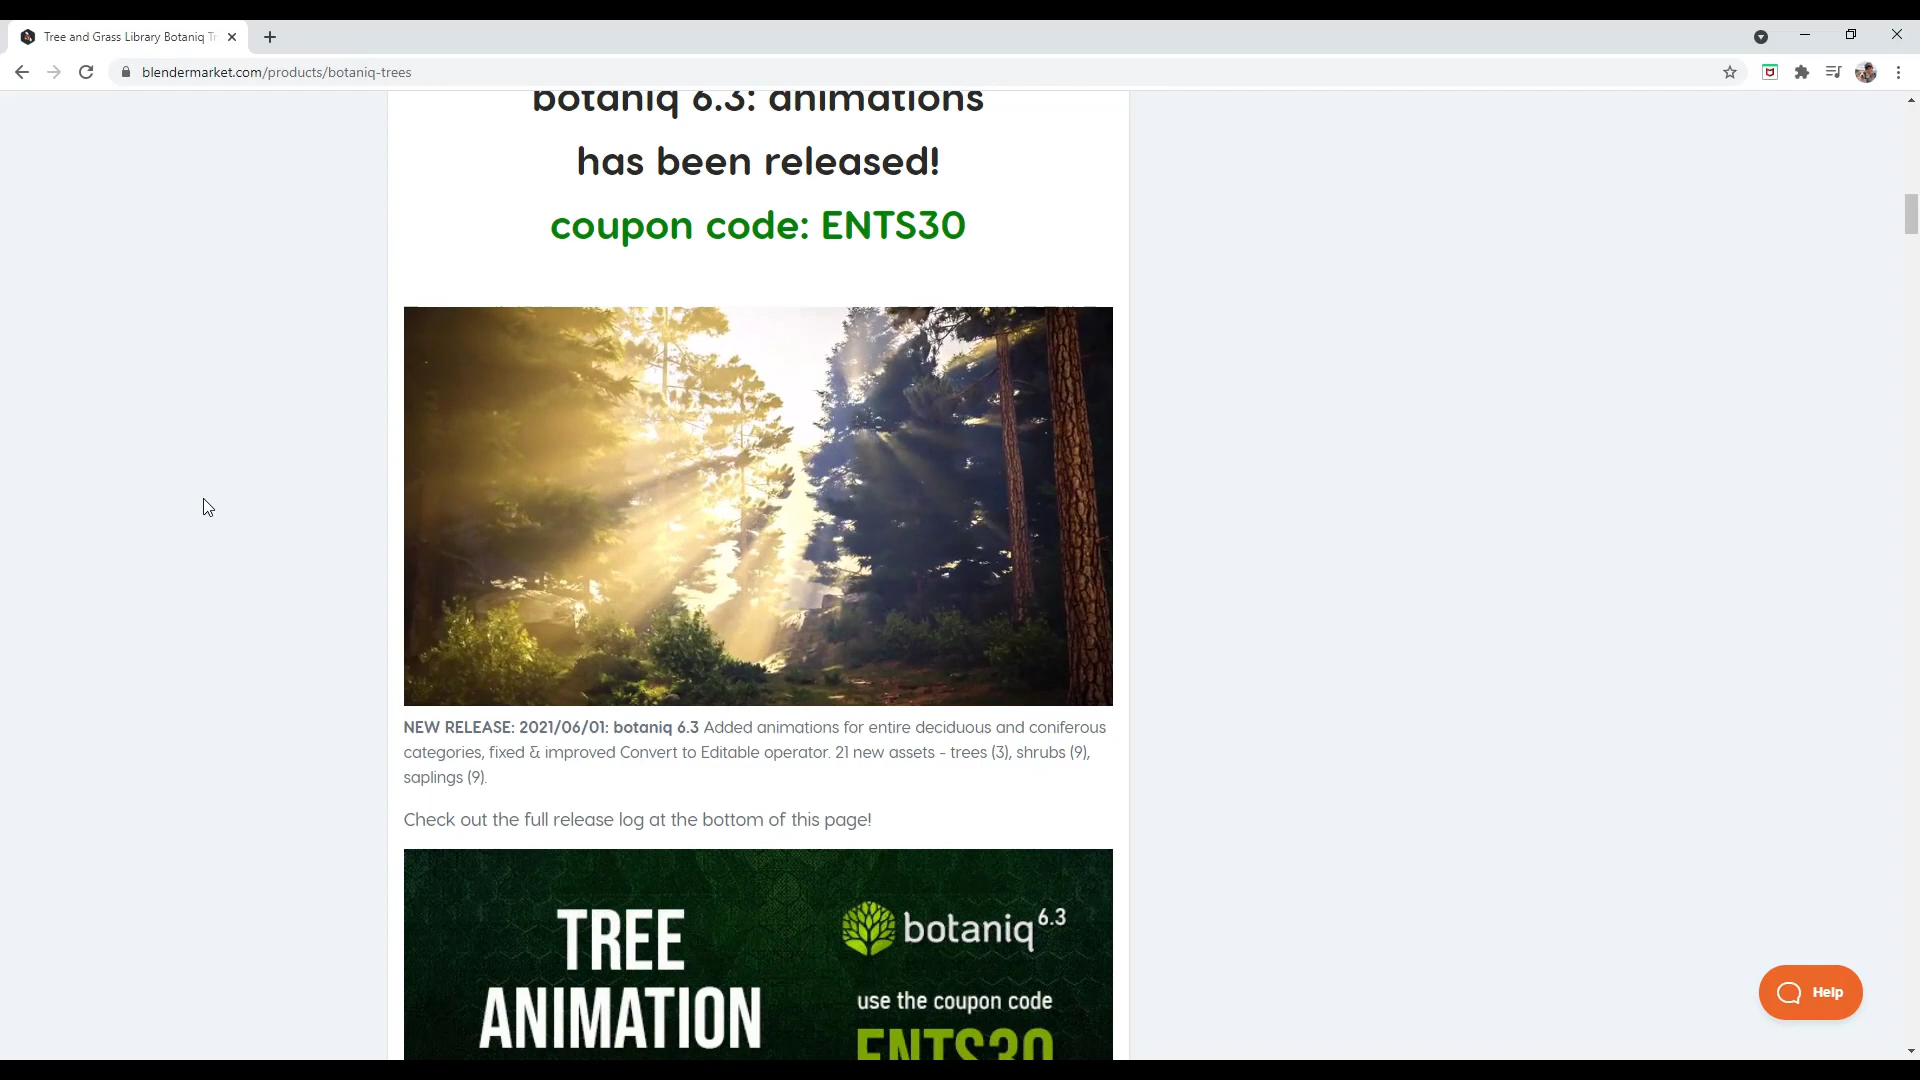 Tree and Grass Library Botaniq Tr
blendermarket.com/products/botaniq-trees
botaniq 6.3: animations
has been released!
coupon code: ENTS30
NEW RELEASE: 2021/06/01: botaniq 6.3 Added animations for entire deciduous and coniferous
categories, fixed & improved Convert to Editable operator. 21 new assets - trees (3), shrubs (9),
saplings (9).
Check out the full release log at the bottom of this page!
TREE
ANIMATION
botaniq 6.3
use the coupon code
ENTS30
Help